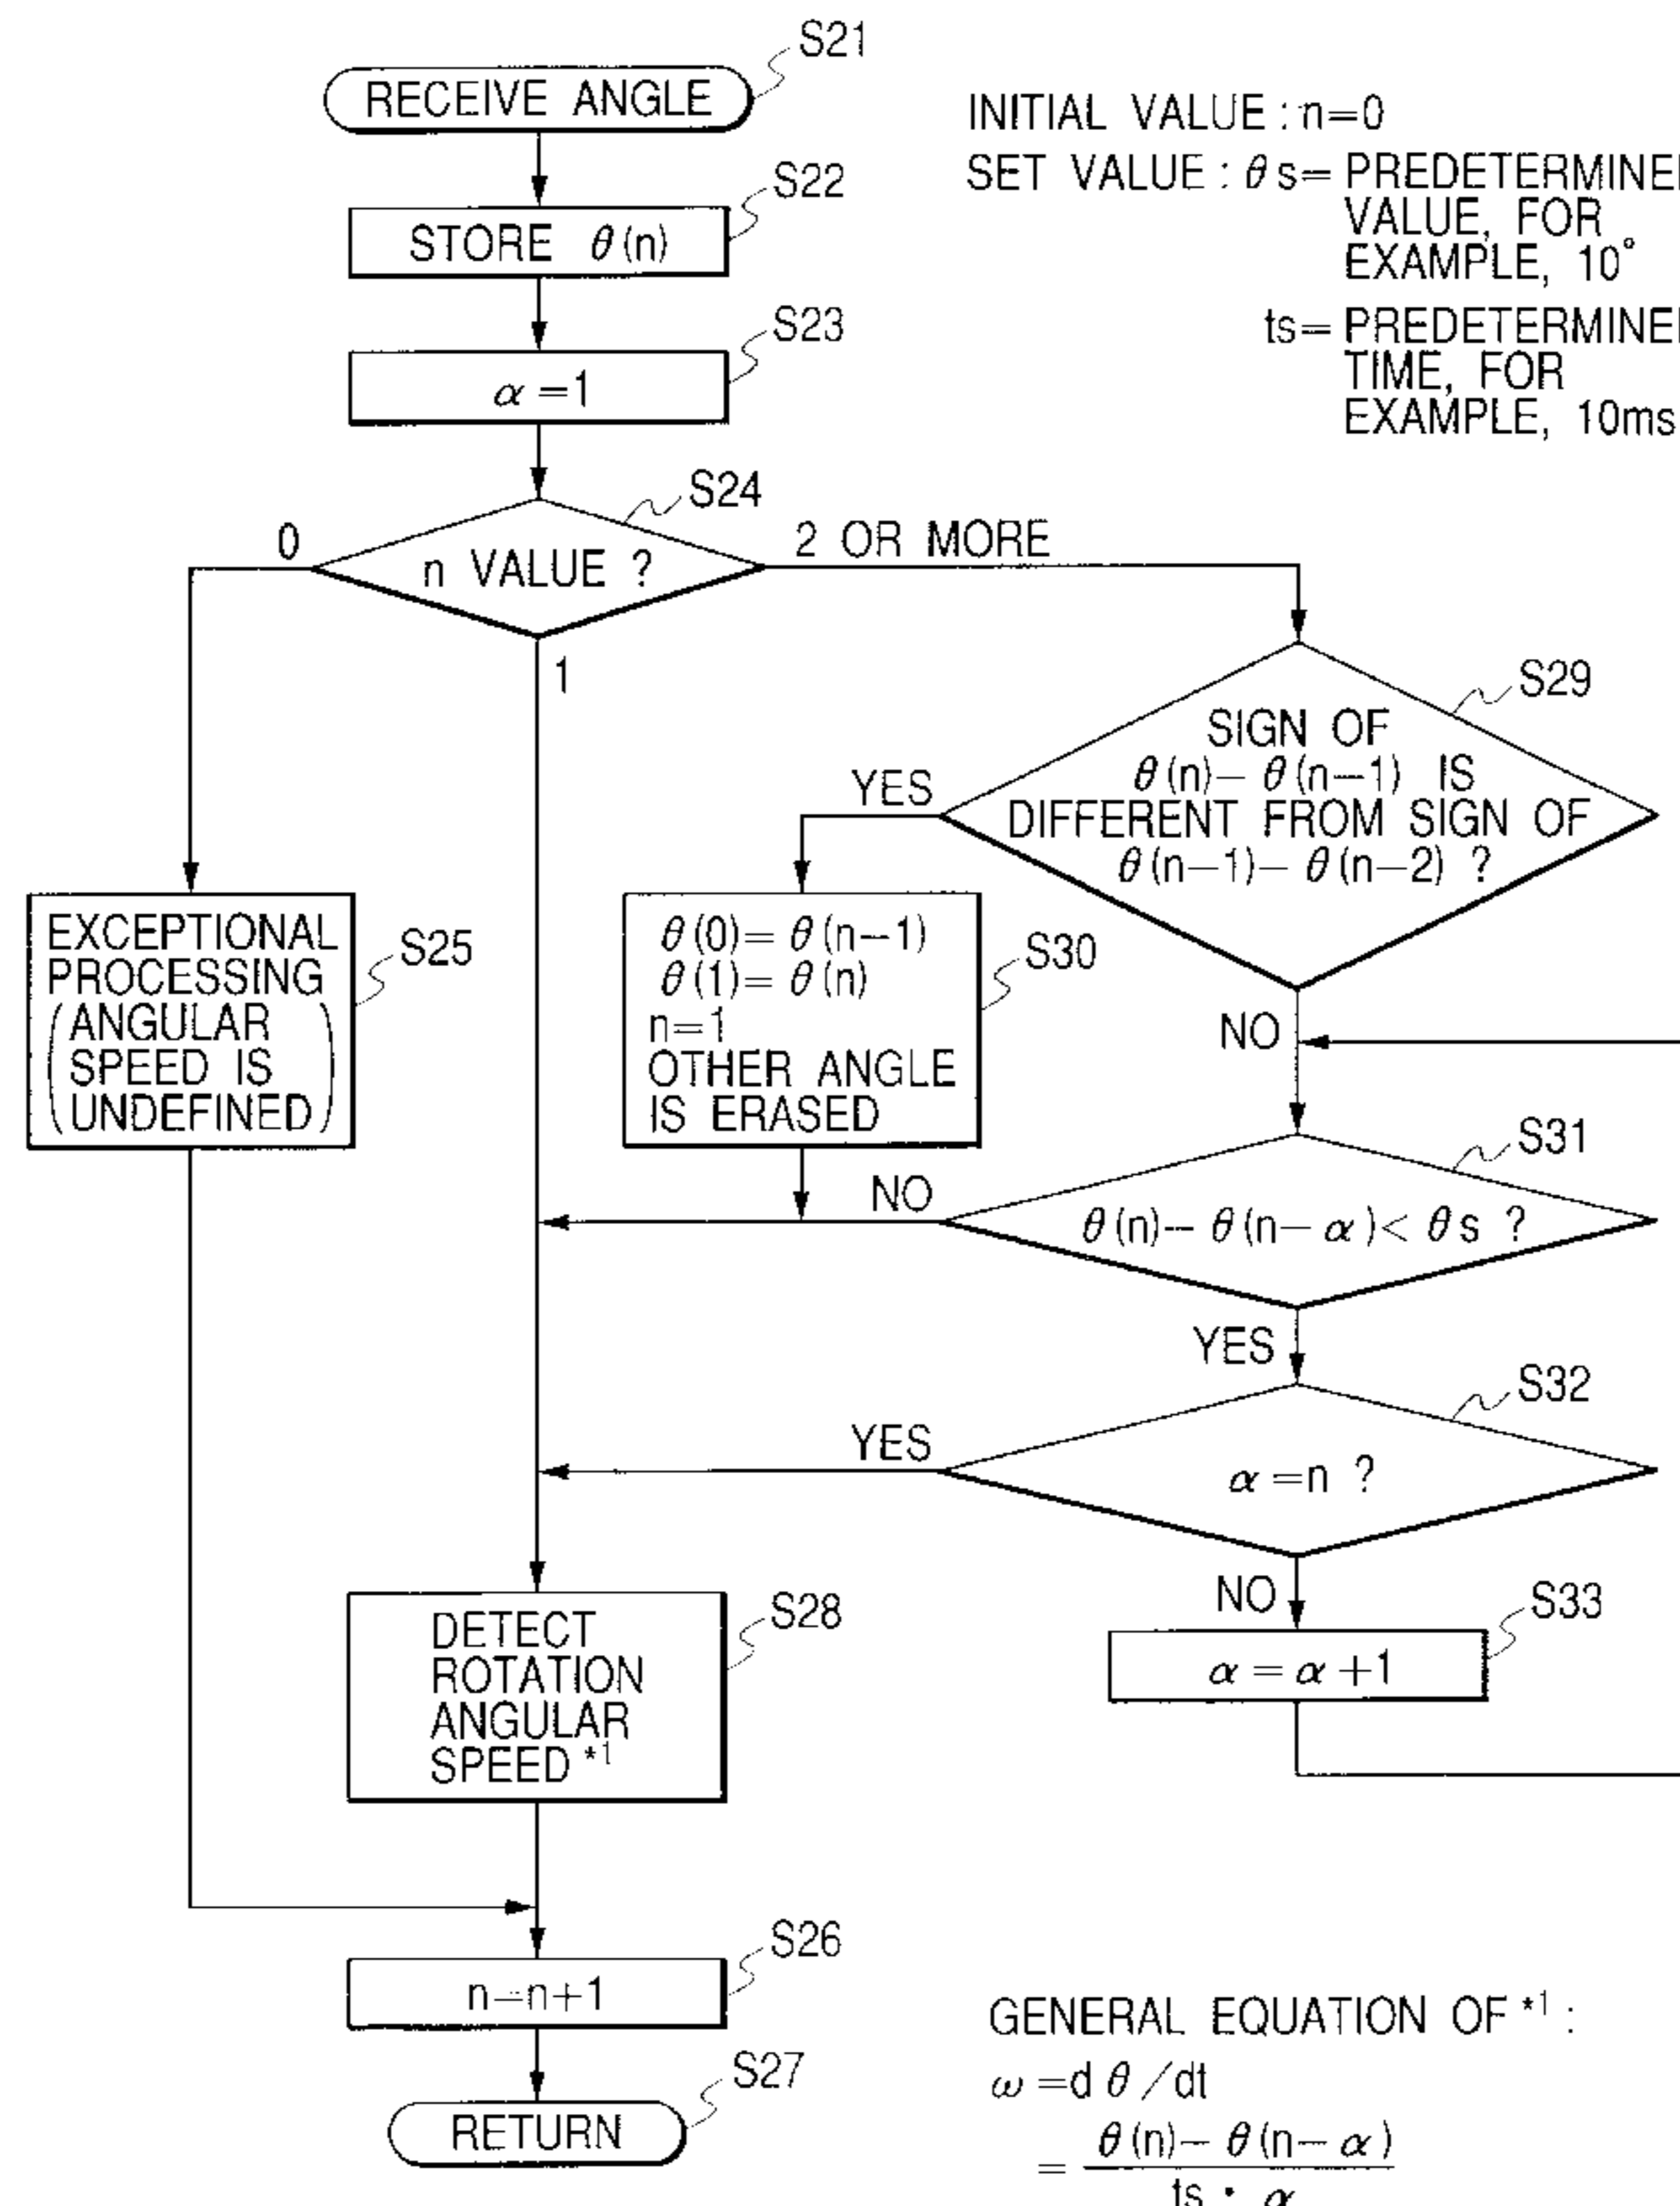 S21
RECEIVE ANGLE
INITIAL VALUE : n=0
SET VALUE : θs= PREDETERMINE
VALUE, FOR
EXAMPLE, 10°
ts= PREDETERMINE
TIME, FOR
EXAMPLE, 10ms
S22
STORE θ(n)
S23
α=1
S24
n VALUE ?
0
2 OR MORE
1
S29
SIGN OF
θ(n)− θ(n−1) IS
DIFFERENT FROM SIGN OF
θ(n−1)− θ(n−2) ?
YES
NO
EXCEPTIONAL
PROCESSING
(ANGULAR
SPEED IS
UNDEFINED)
S25
θ(0)= θ(n−1)
θ(1)= θ(n)
n=1
OTHER ANGLE
IS ERASED
S30
S31
NO
θ(n)− θ(n− α)< θs ?
YES
S32
YES
α=n ?
NO
S33
α = α +1
S28
DETECT
ROTATION
ANGULAR
SPEED *1
S26
n=n+1
S27
RETURN
GENERAL EQUATION OF *1 :
ω =d θ /dt
= θ(n)− θ(n− α)
ts · α